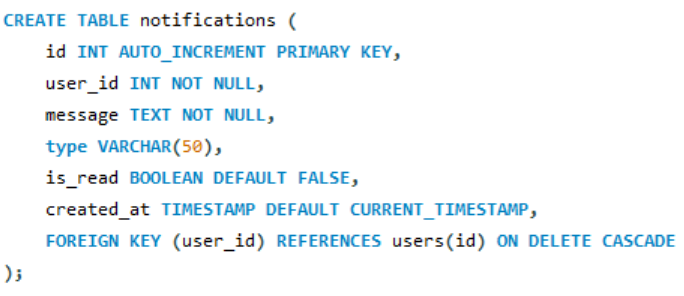 CREATE TABLE notifications (
    id INT AUTO_INCREMENT PRIMARY KEY,
    user_id INT NOT NULL,
    message TEXT NOT NULL,
    type VARCHAR(50),
    is_read BOOLEAN DEFAULT FALSE,
    created_at TIMESTAMP DEFAULT CURRENT_TIMESTAMP,
    FOREIGN KEY (user_id) REFERENCES users(id) ON DELETE CASCADE
);